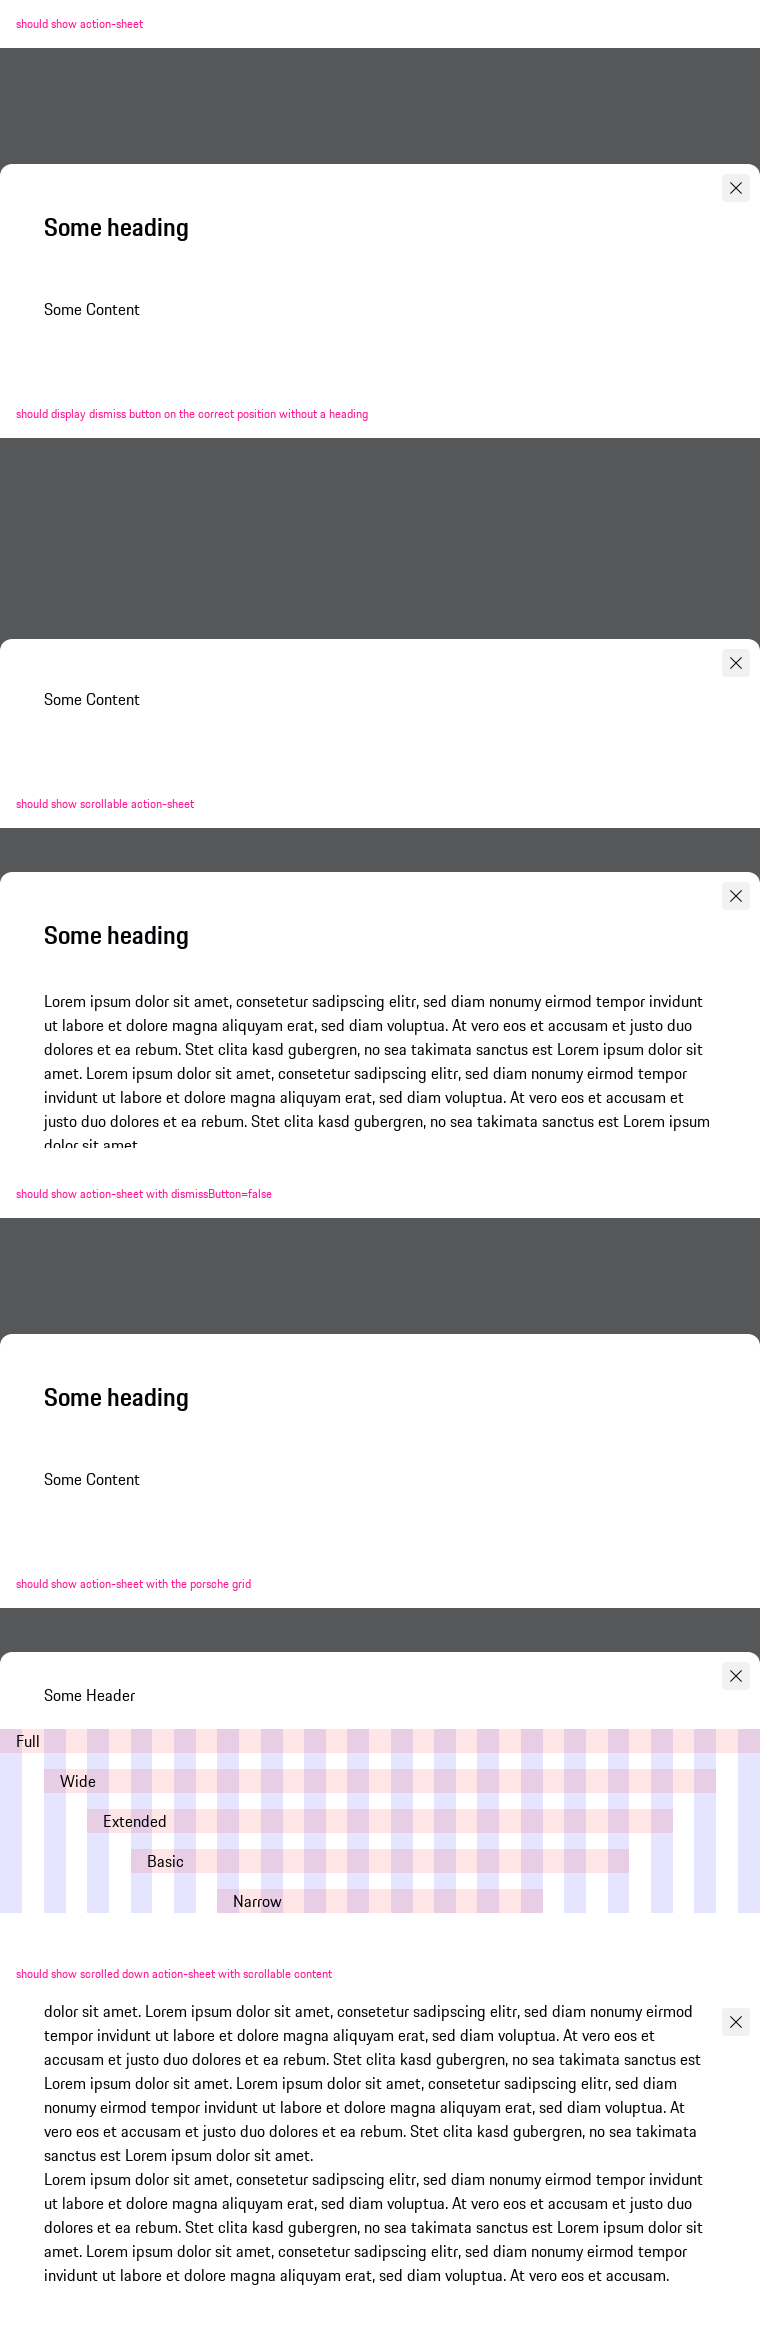 should show action-sheet
Some heading
Some Content
should display dismiss button on the correct position without a heading
Some Content
should show scrollable action-sheet
Some heading
Lorem ipsum dolor sit amet, consetetur sadipscing elitr, sed diam nonumy eirmod tempor invidunt
ut labore et dolore magna aliquyam erat, sed diam voluptua. At vero eos et accusam et justo duo
dolores et ea rebum. Stet clita kasd gubergren, no sea takimata sanctus est Lorem ipsum dolor sit
amet. Lorem ipsum dolor sit amet, consetetur sadipscing elitr, sed diam nonumy eirmod tempor
invidunt ut labore et dolore magna aliquyam erat, sed diam voluptua. At vero eos et accusam et
justo duo dolores et ea rebum. Stet clita kasd gubergren, no sea takimata sanctus est Lorem ipsum
dolor sit amet
should show action-sheet with dismissButton=false
Some heading
Some Content
should show action-sheet with the porsche grid
Some Header
Full
Wide
Extended
Basic
Narrow
should show scrolled down action-sheet with scrollable content
dolor sit amet. Lorem ipsum dolor sit amet, consetetur sadipscing elitr, sed diam nonumy eirmod
tempor invidunt ut labore et dolore magna aliquyam erat, sed diam voluptua. At vero eos et
accusam et justo duo dolores et ea rebum. Stet clita kasd gubergren, no sea takimata sanctus est
Lorem ipsum dolor sit amet. Lorem ipsum dolor sit amet, consetetur sadipscing elitr, sed diam
nonumy eirmod tempor invidunt ut labore et dolore magna aliquyam erat, sed diam voluptua. At
vero eos et accusam et justo duo dolores et ea rebum. Stet clita kasd gubergren, no sea takimata
sanctus est Lorem ipsum dolor sit amet.
Lorem ipsum dolor sit amet, consetetur sadipscing elitr, sed diam nonumy eirmod tempor invidunt
ut labore et dolore magna aliquyam erat, sed diam voluptua. At vero eos et accusam et justo duo
dolores et ea rebum. Stet clita kasd gubergren, no sea takimata sanctus est Lorem ipsum dolor sit
amet. Lorem ipsum dolor sit amet, consetetur sadipscing elitr, sed diam nonumy eirmod tempor
invidunt ut labore et dolore magna aliquyam erat, sed diam voluptua. At vero eos et accusam.